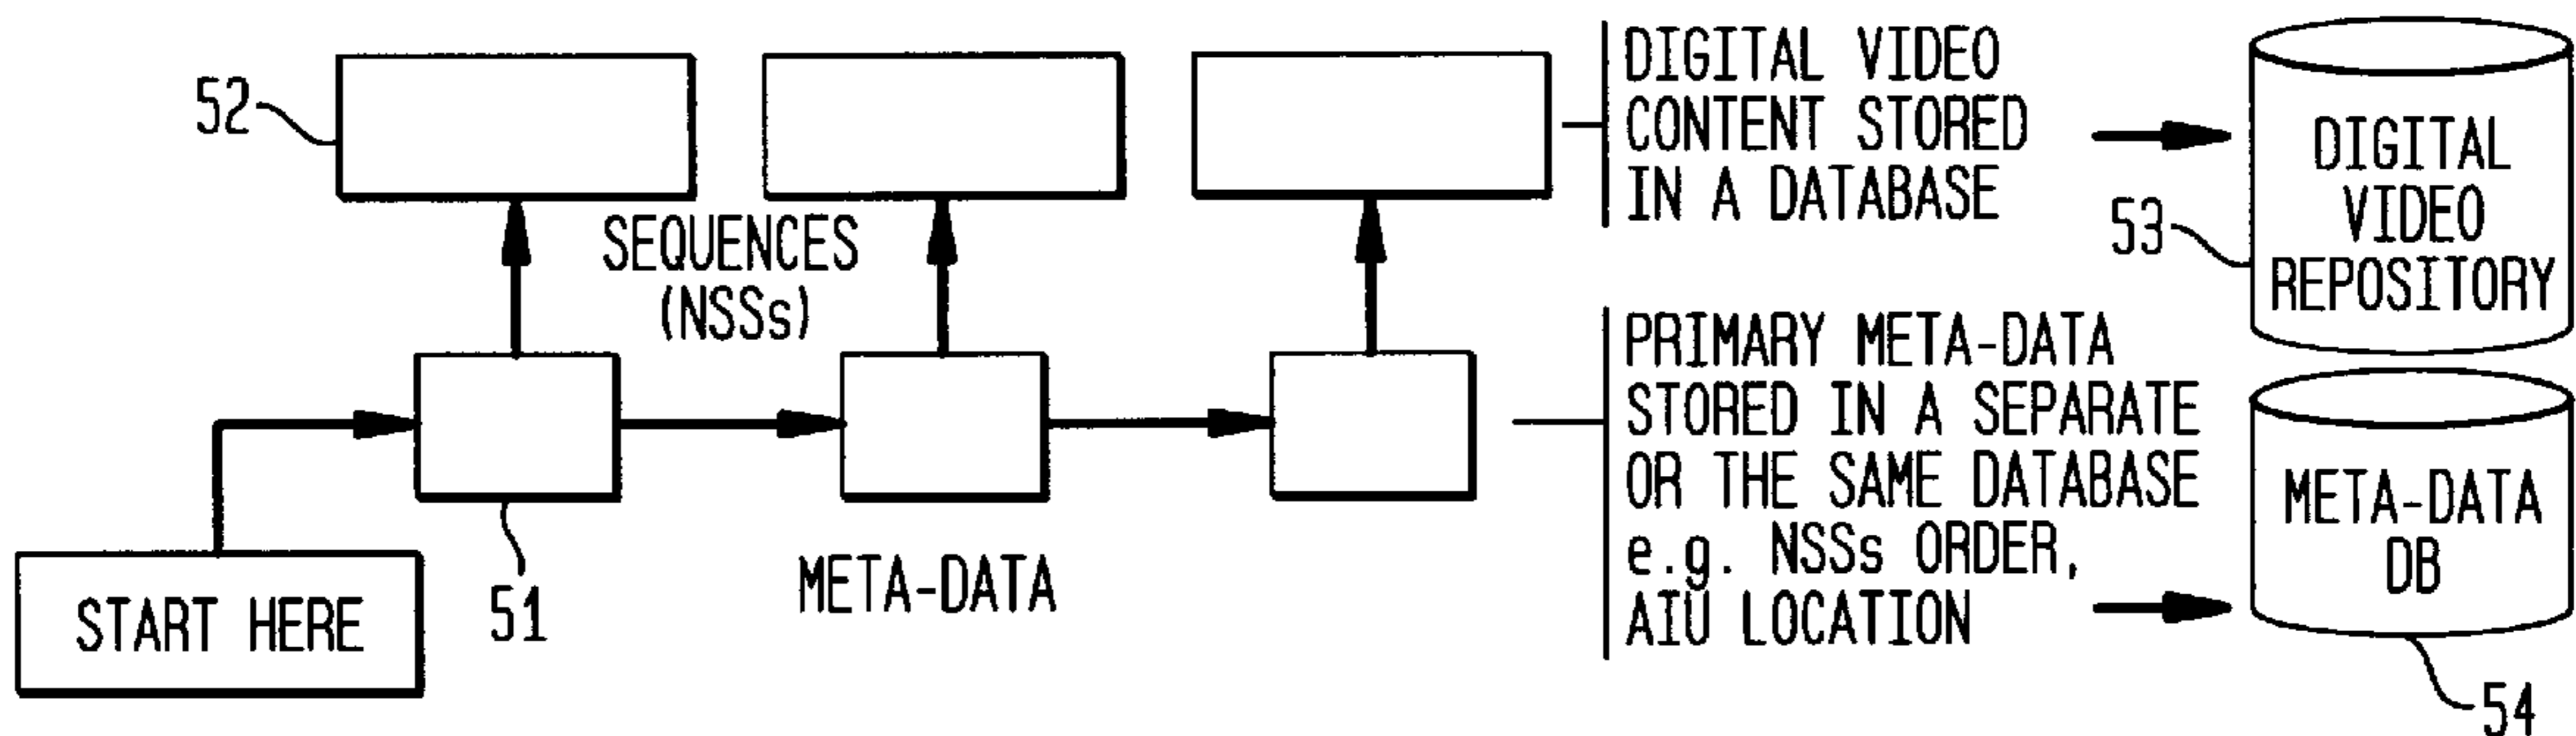 52
SEQUENCES
(NSSs)
DIGITAL VIDEO
CONTENT STORED
IN A DATABASE
53
DIGITAL
VIDEO
REPOSITORY
START HERE
51
META-DATA
PRIMARY META-DATA
STORED IN A SEPARATE
OR THE SAME DATABASE
e.g. NSSs ORDER,
AIU LOCATION
META-DATA
DB
54